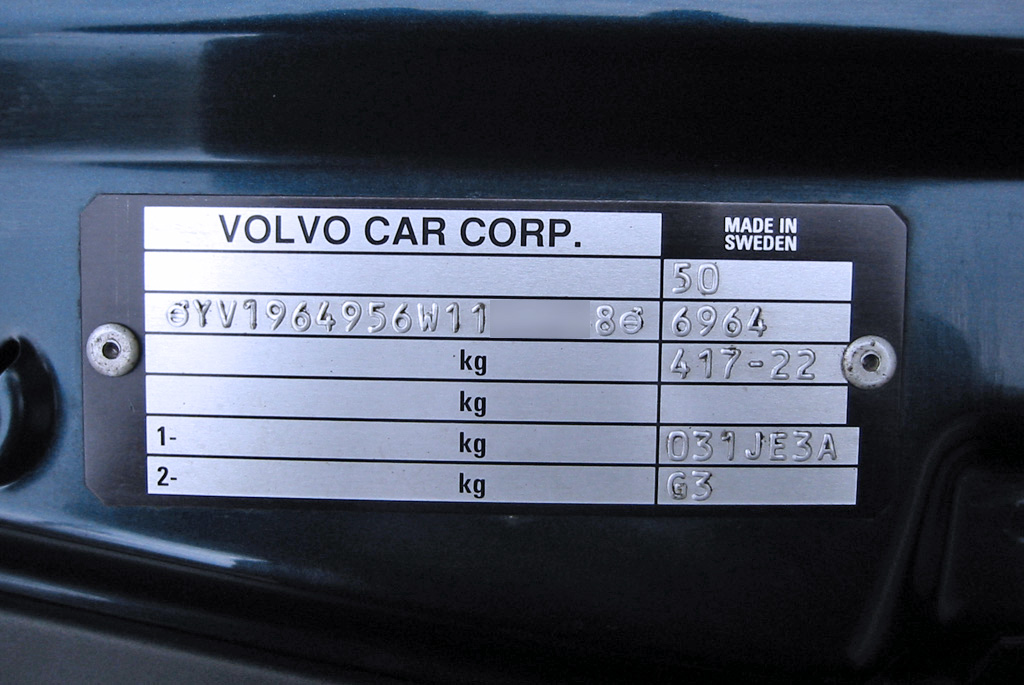 VOLVO CAR CORP.
MADE IN
SWEDEN
50
YV1964956W11 8
6964
kg
417-22
kg
1- kg
031JE3A
2- kg
G3